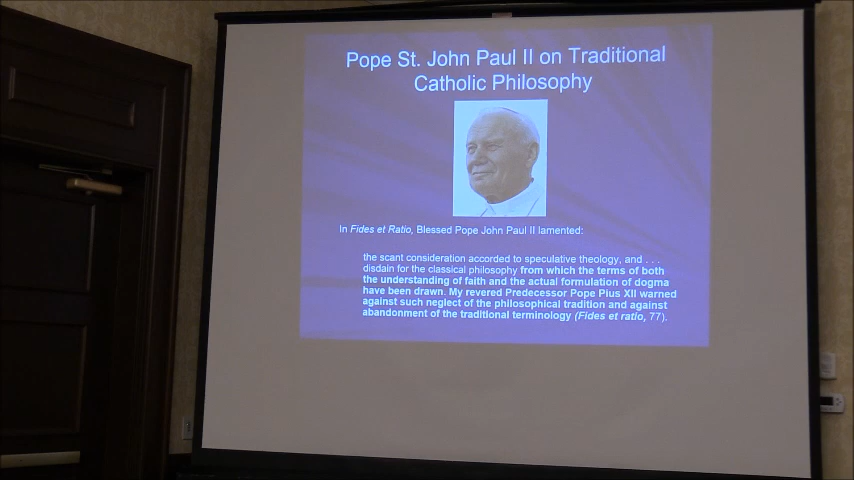 Pope St. John Paul II on Traditional
Catholic Philosophy
In Fides et Ratio, Blessed Pope John Paul II lamented:
the scant consideration accorded to speculative theology, and . . .
disdain for the classical philosophy from which the terms of both
the understanding of faith and the actual formulation of dogma
have been drawn. My revered Predecessor Pope Pius XII warned
against such neglect of the philosophical tradition and against
abandonment of the traditional terminology (Fides et ratio, 77).